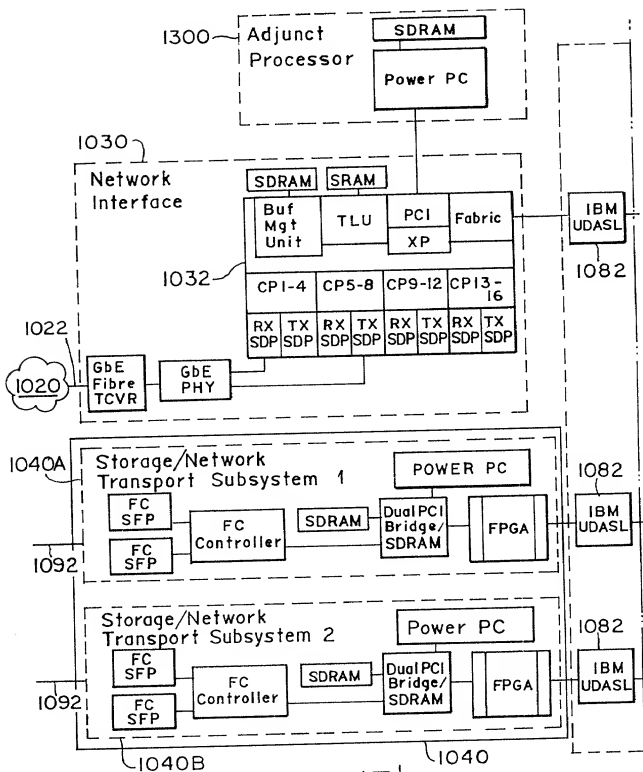 1300
Adjunct
Processor
SDRAM
Power PC
1030
Network
Interface
SDRAM
SRAM
Buf
Mgt
Unit
TLU
PCI
XP
Fabric
IBM
UDASL
1082
1032
CP1-4
CP5-8
CP9-12
CP13-
16
RX
SDP
TX
SDP
RX
SDP
TX
SDP
RX
SDP
TX
SDP
RX
SDP
TX
SDP
1022
1020
GbE
Fibre
TCVR
GbE
PHY
1040A
Storage/Network
Transport Subsystem 1
POWER PC
1082
FC
SFP
FC
SFP
FC
Controller
SDRAM
Dual PCI
Bridge/
SDRAM
FPGA
IBM
UDASL
1092
Storage/Network
Transport Subsystem 2
Power PC
1082
FC
SFP
FC
SFP
FC
Controller
SDRAM
Dual PCI
Bridge/
SDRAM
FPGA
IBM
UDASL
1092
1040B
1040